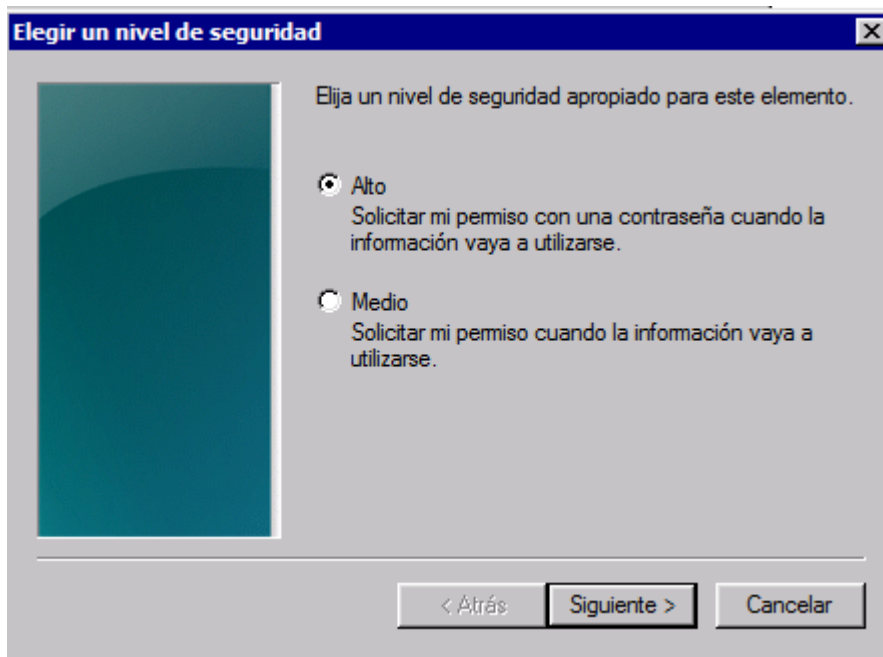 Elegir un nivel de seguridad
Elija un nivel de seguridad apropiado para este elemento.
Alto
Solicitar mi permiso con una contraseña cuando la
información vaya a utilizarse.
Medio
Solicitar mi permiso cuando la información vaya a
utilizarse.
< Atrás
Siguiente >
Cancelar